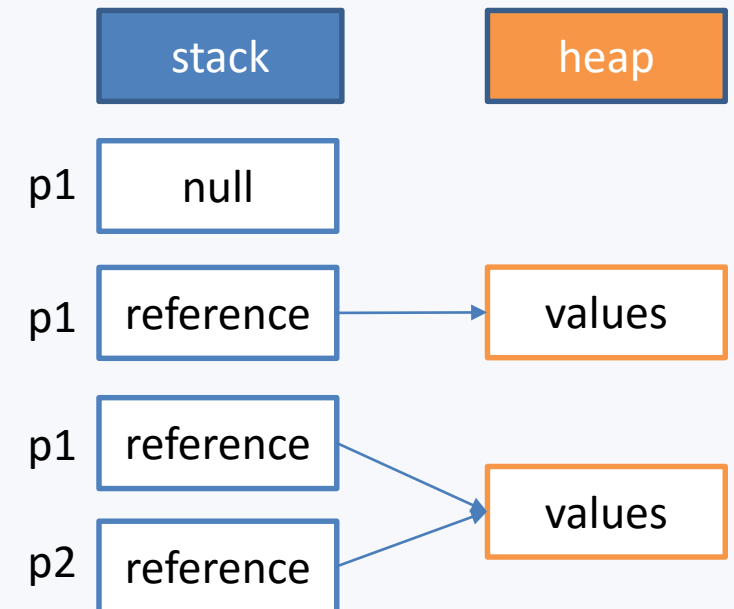 stack heap
p1 null
p1 reference values
p1 reference
values
p2 reference